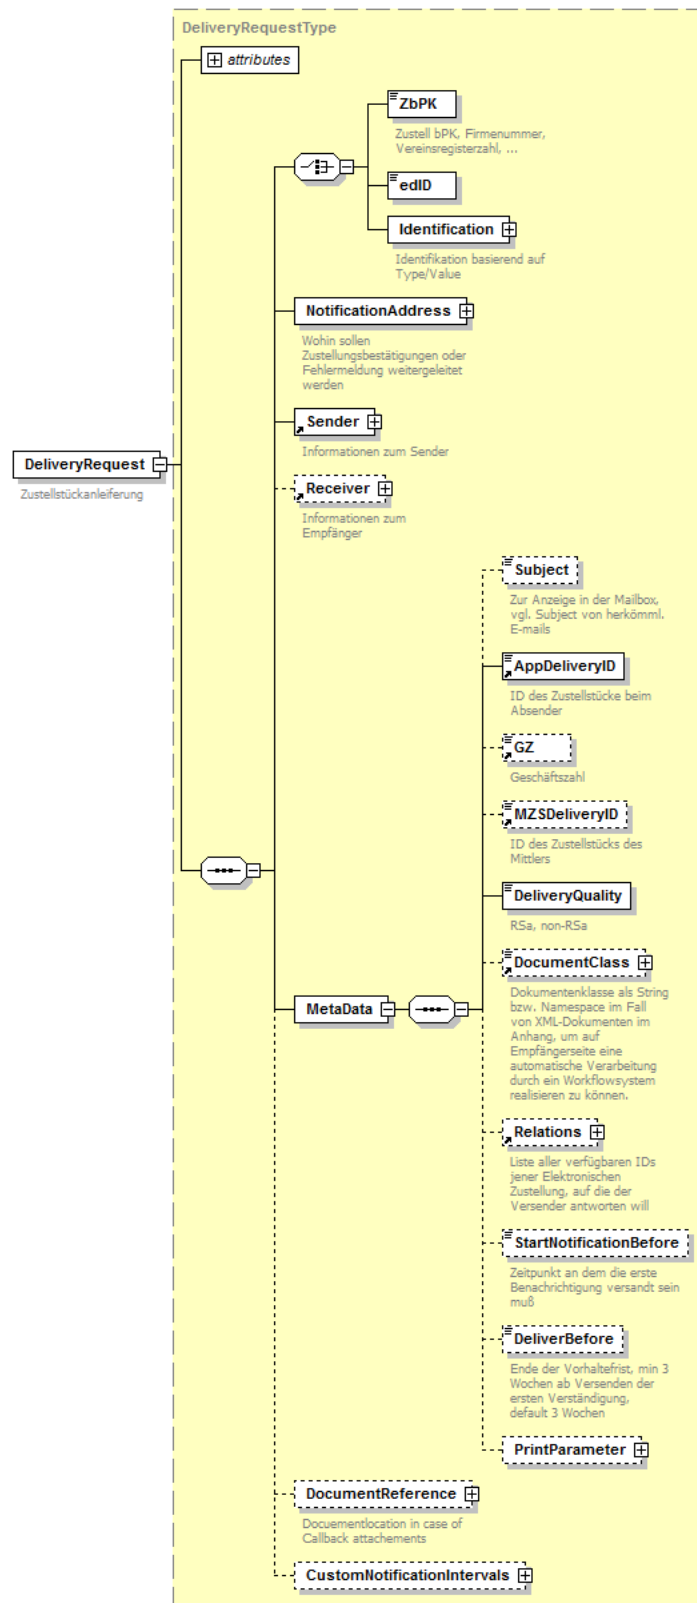 DeliveryRequestType
attributes
ZbPK
Zustell bPK, Firmenummer,
Vereinsregisterzahl, ...
edID
Identification
Identifikation basierend auf
Type/Value
NotificationAddress
Wohin sollen
Zustellungsbestätigungen oder
Fehlermeldung weitergeleitet
werden
Sender
Informationen zum Sender
DeliveryRequest
Zustellstückanleiferung
Receiver
Informationen zum
Empfänger
Subject
Zur Anzeige in der Mailbox,
vgl. Subject von herkömml.
E-mails
AppDeliveryID
ID des Zustellstücke beim
Absender
GZ
Geschäftszahl
MZSDeliveryID
ID des Zustellstücks des
Mittlers
DeliveryQuality
RSa, non-RSa
DocumentClass
Dokumentenklasse als String
bzw. Namespace im Fall
von XML-Dokumenten im
Anhang, um auf
Empfängerseite eine
automatische Verarbeitung
durch ein Workflowsystem
realisieren zu können.
MetaData
Relations
Liste aller verfügbaren IDs
jener Elektronischen
Zustellung, auf die der
Versender antworten will
StartNotificationBefore
Zeitpunkt an dem die erste
Benachrichtigung versandt sein
muß
DeliverBefore
Ende der Vorhaltefrist, min 3
Wochen ab Versenden der
ersten Verständigung,
default 3 Wochen
PrintParameter
DocumentReference
Docuementlocation in case of
Callback attachements
CustomNotificationIntervals